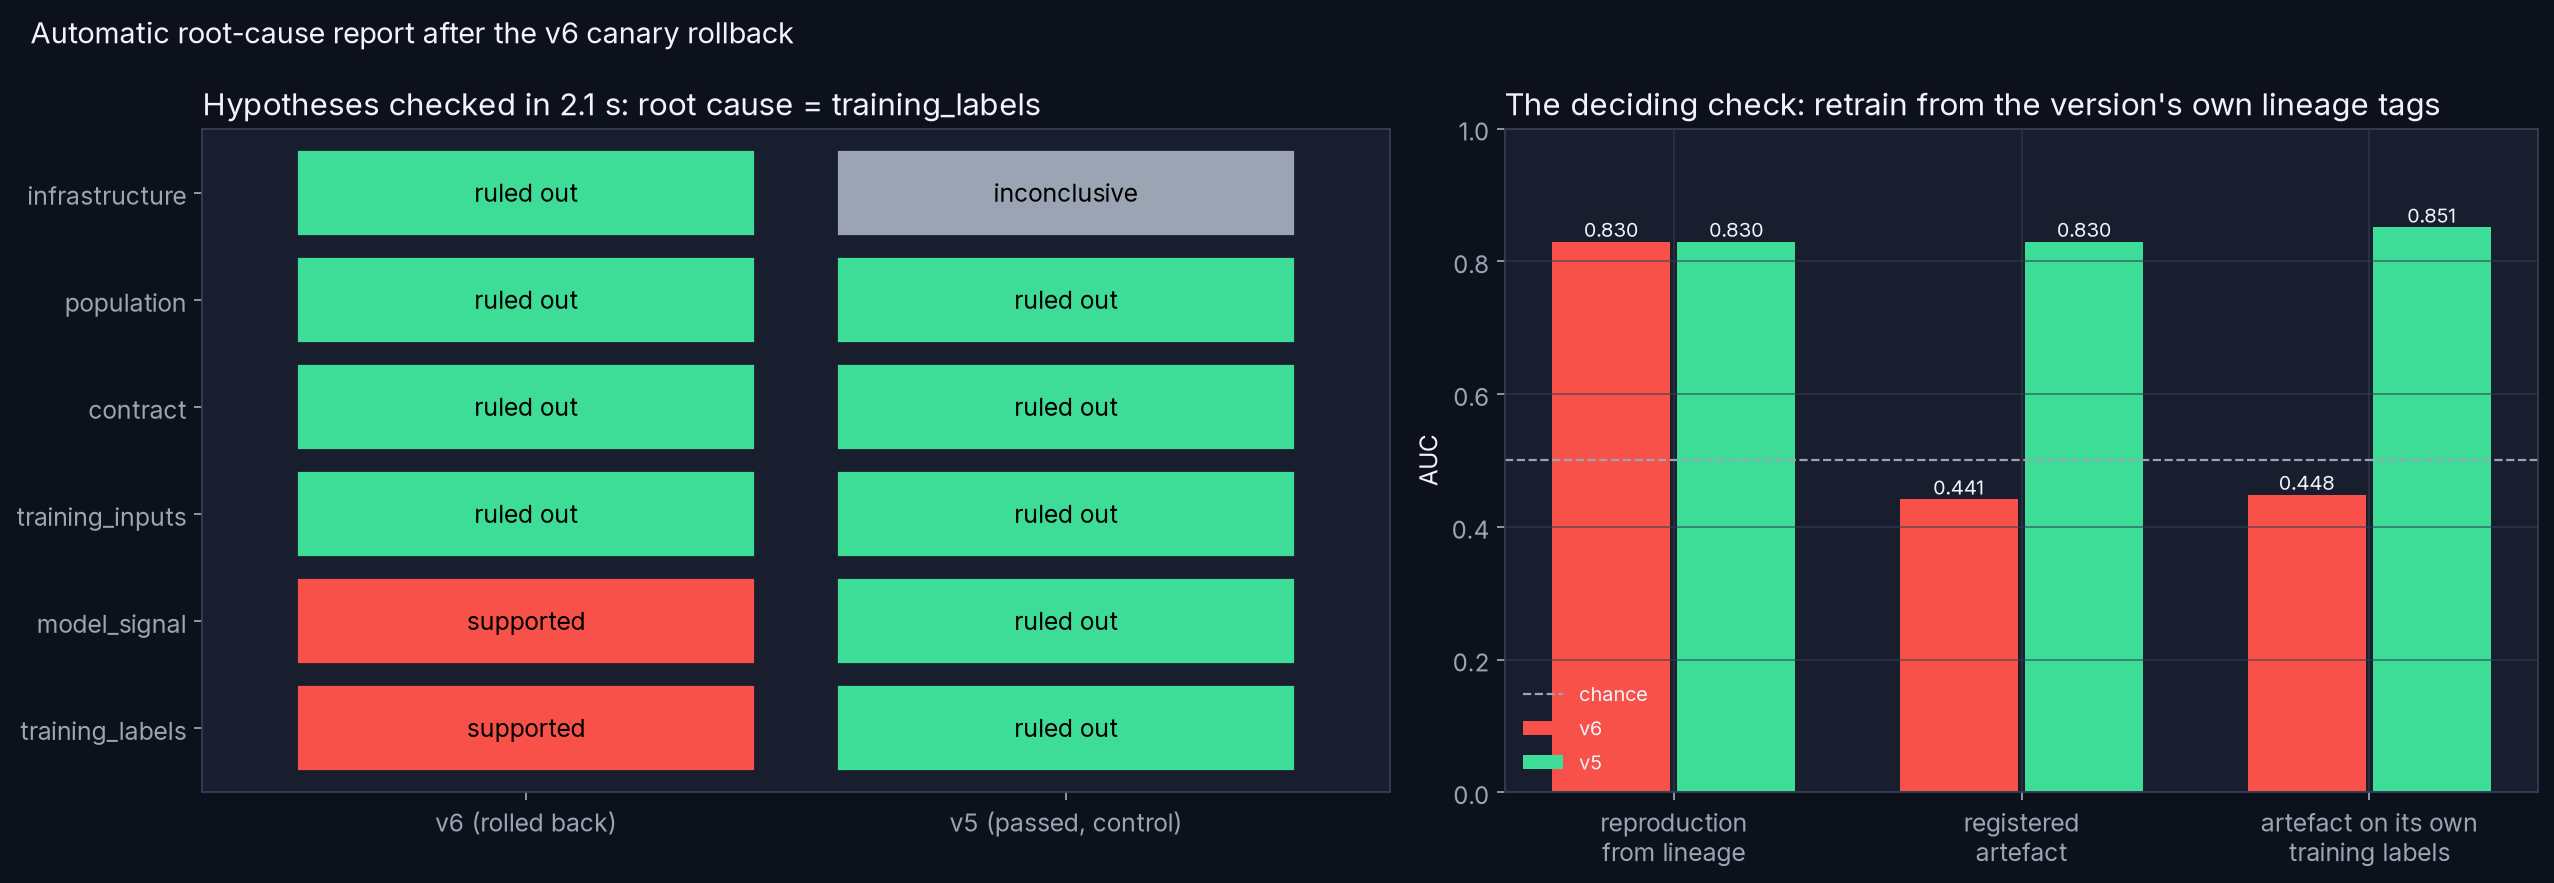 Automatic root-cause report after the v6 canary rollback
Hypotheses checked in 2.1 s: root cause = training_labels
infrastructure
ruled out
inconclusive
population
ruled out
ruled out
contract
ruled out
ruled out
training_inputs
ruled out
ruled out
model_signal
supported
ruled out
training_labels
supported
ruled out
v6 (rolled back)
v5 (passed, control)
The deciding check: retrain from the version's own lineage tags
AUC
1.0
0.8
0.6
0.4
0.2
0.0
0.830
0.830
0.441
0.830
0.448
0.851
chance
v6
v5
reproduction
from lineage
registered
artefact
artefact on its own
training labels